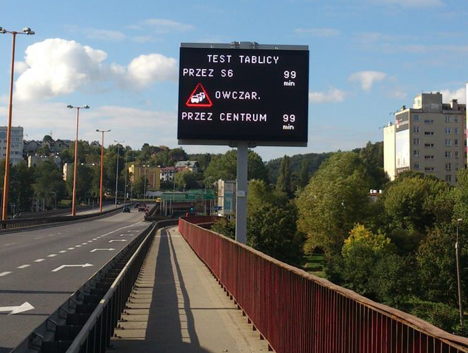 TEST TABLICY
PRZEZ S6 99
min
OWCZAR.
PRZEZ CENTRUM 99
min